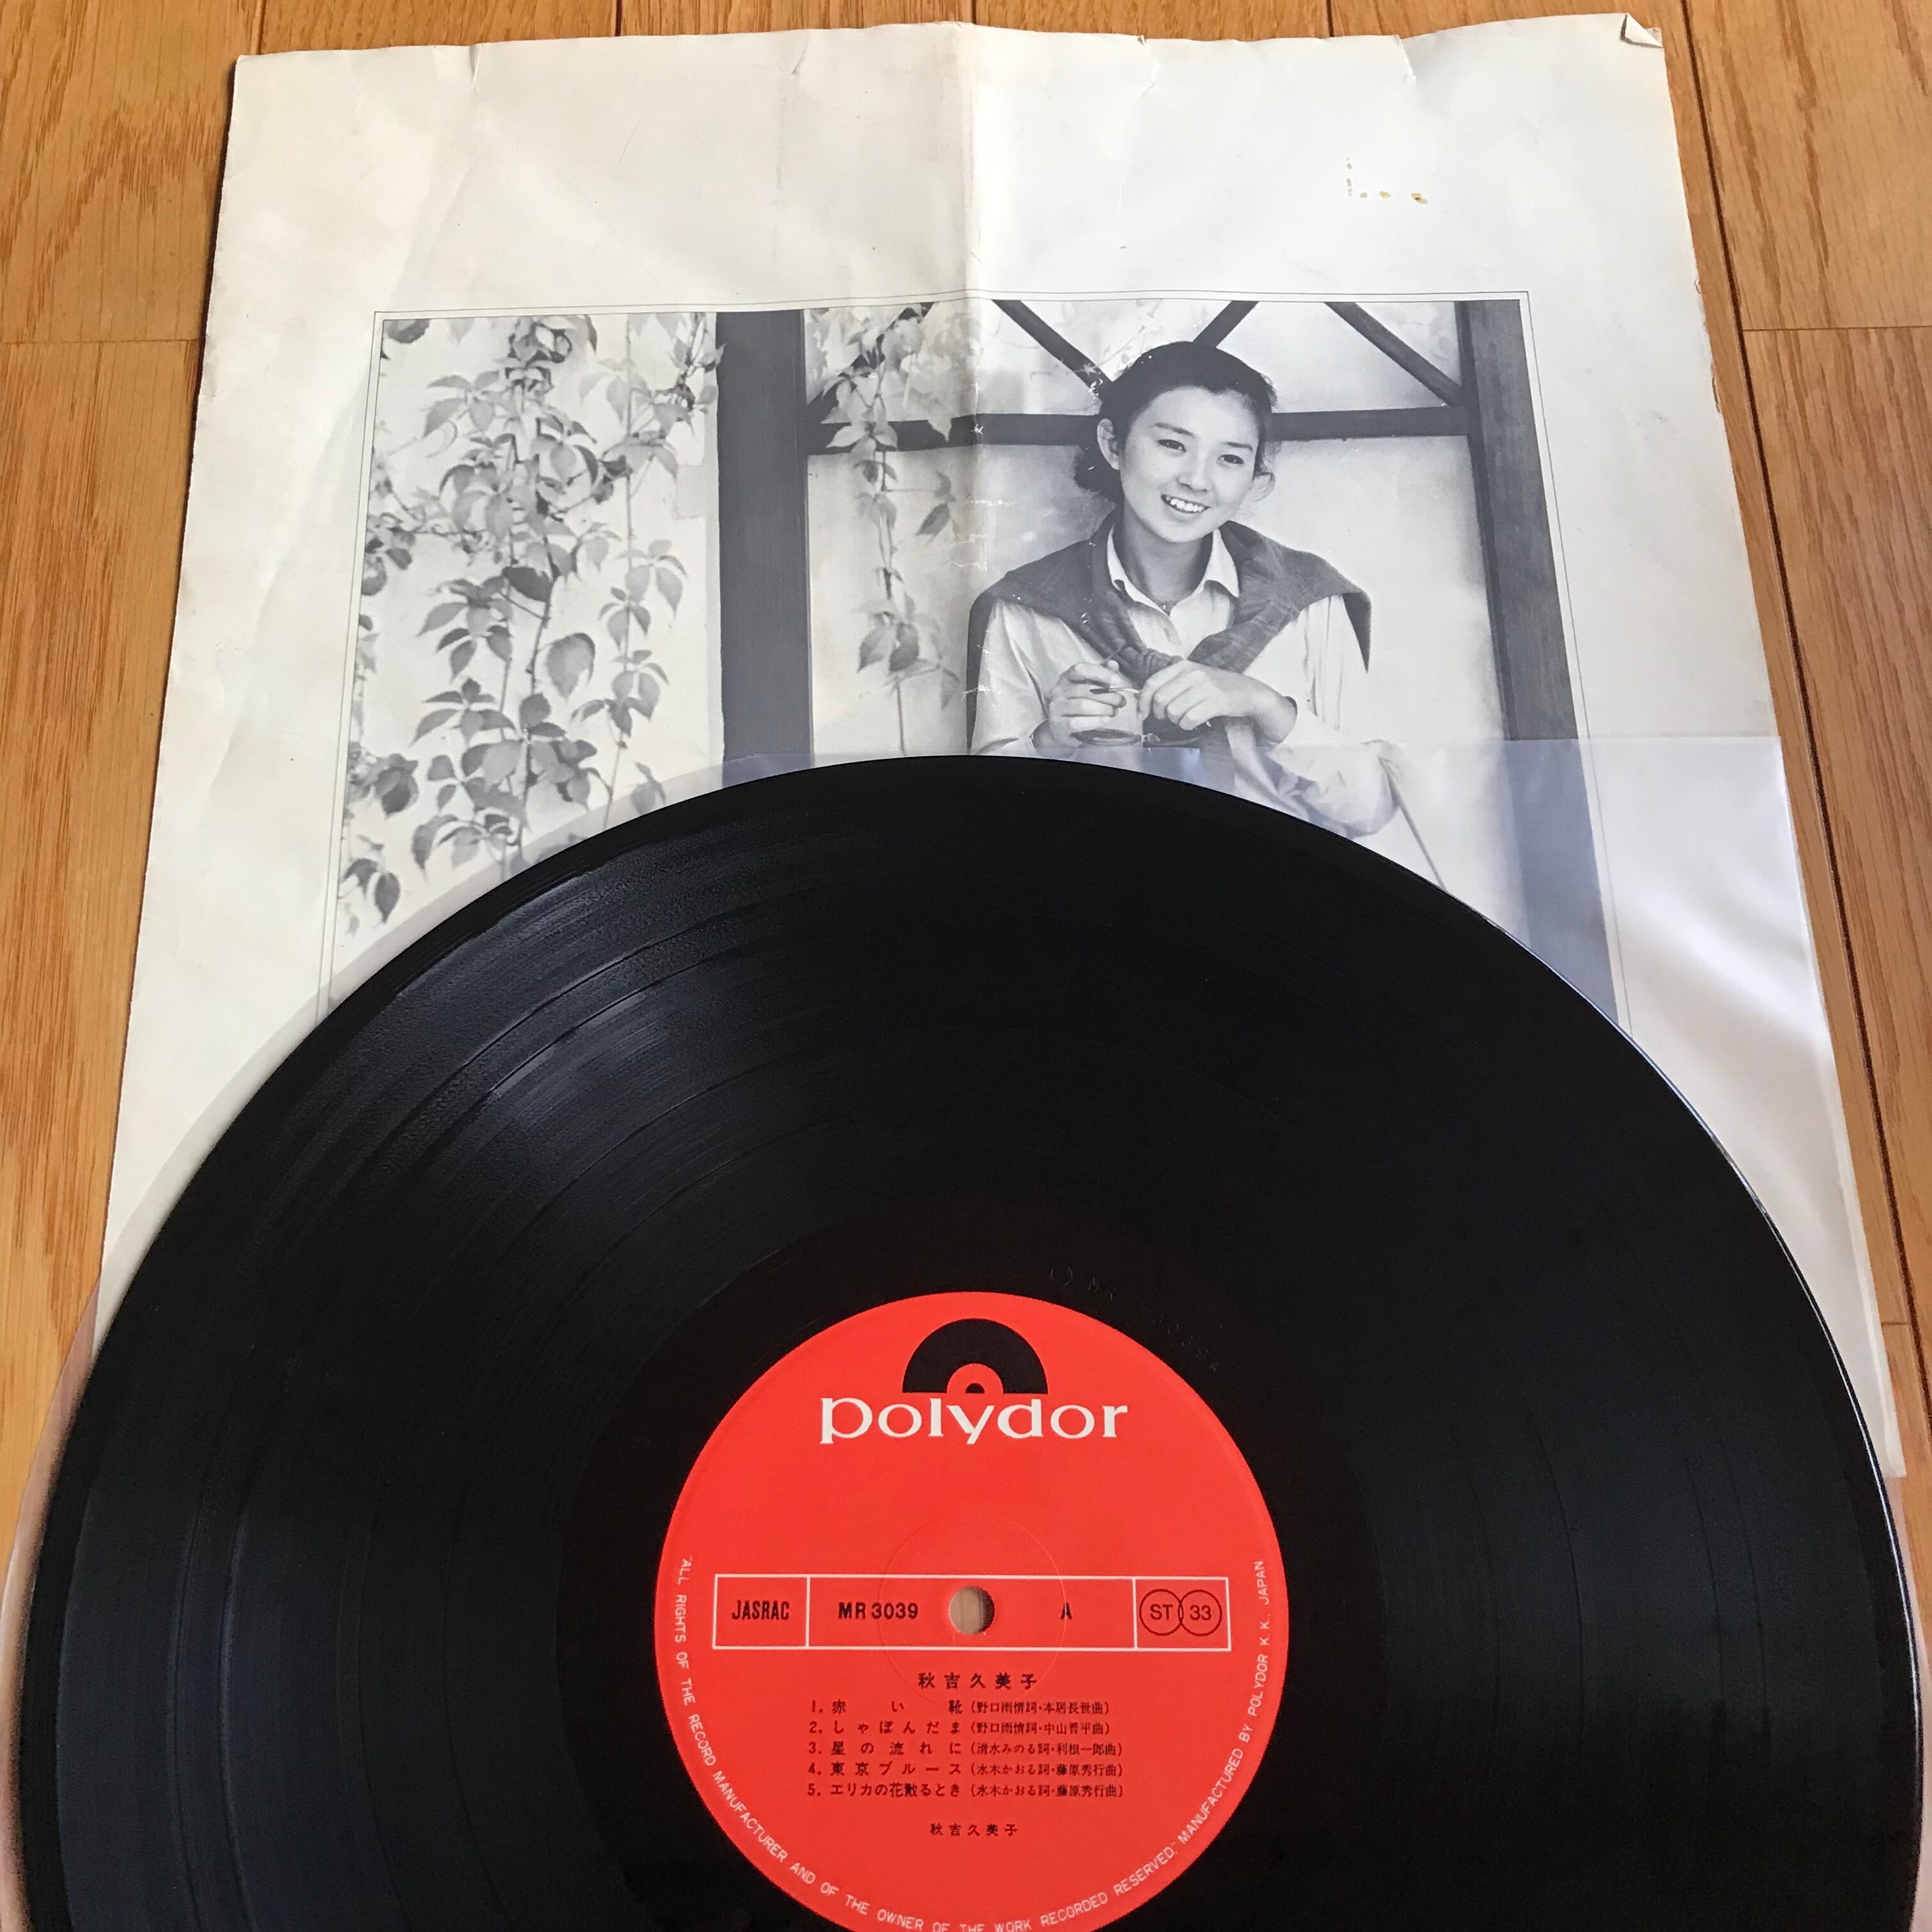 MR 3039A
polydor
JASRAC MR 3039 A ST 33
秋吉久美子
1. 赤い靴 (野口雨情詞・本居長世曲)
2. しゃぼんだま (野口雨情詞・中山晋平曲)
3. 星の流れに (清水みのる詞・利根一郎曲)
4. 東京ブルース (水木かおる詞・藤原秀行曲)
5. エリカの花散るとき (水木かおる詞・藤原秀行曲)
秋吉久美子
"ALL RIGHTS OF THE RECORD MANUFACTURER AND OF THE OWNER OF THE WORK RECORDED RESERVED." MANUFACTURED BY POLYDOR K.K., JAPAN